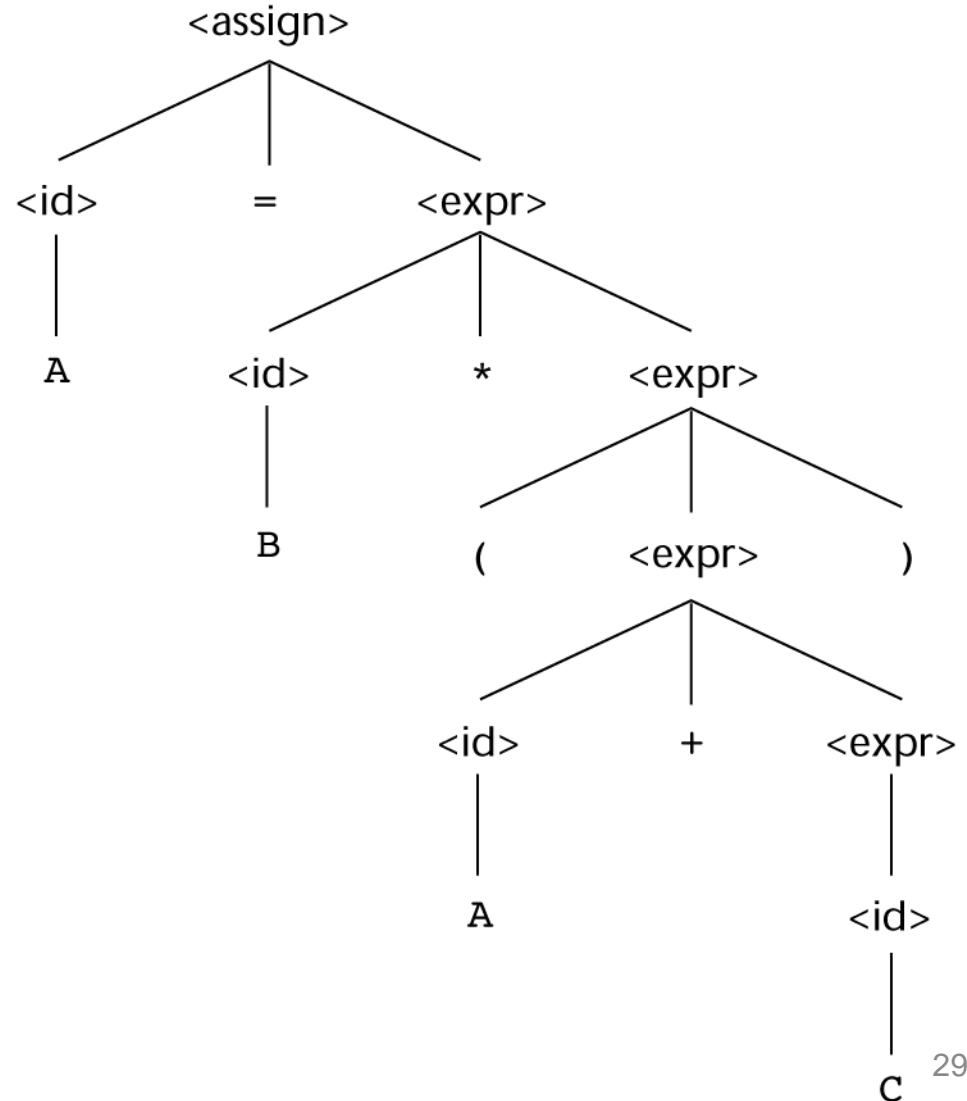 <assign>
<id> = <expr>
A <id> * <expr>
B ( <expr> )
<id> + <expr>
A <id>
C 29